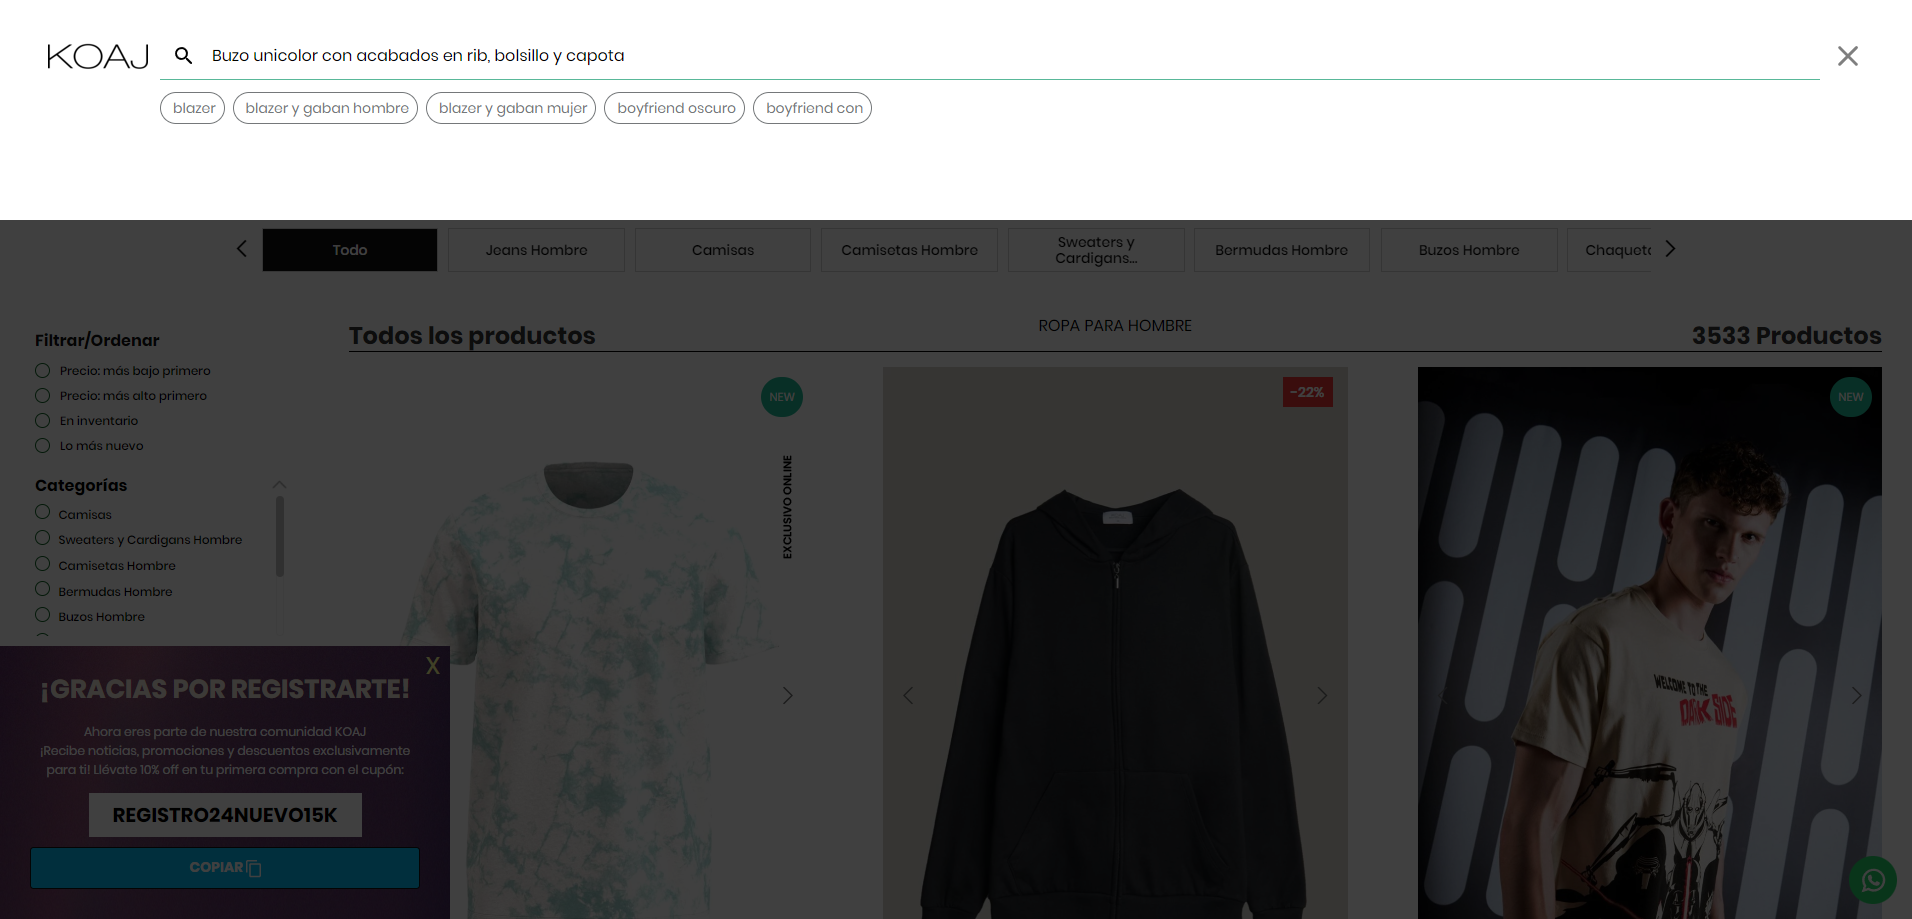 KOAJ
Buzo unicolor con acabados en rib, bolsillo y capota
blazer
blazer y gaban hombre
blazer y gaban mujer
boyfriend oscuro
boyfriend con
Todo
Jeans Hombre
Camisas
Camisetas Hombre
Sweaters y
Cardigans...
Bermudas Hombre
Buzos Hombre
Filtrar/Ordenar
Precio: más bajo primero
Precio: más alto primero
En inventario
Lo más nuevo
Categorías
Camisas
Sweaters y Cardigans Hombre
Camisetas Hombre
Bermudas Hombre
Buzos Hombre
Todos los productos
ROPA PARA HOMBRE
3533 Productos
NEW
EXCLUSIVO ONLINE
-22%
NEW
WELCOME TO THE
DARK SIDE
X
¡GRACIAS POR REGISTRARTE!
Ahora eres parte de nuestra comunidad KOAJ
¡Recibe noticias, promociones y descuentos exclusivamente
para ti! Llévate 10% off en tu primera compra con el cupón:
REGISTRO24NUEVO15K
COPIAR